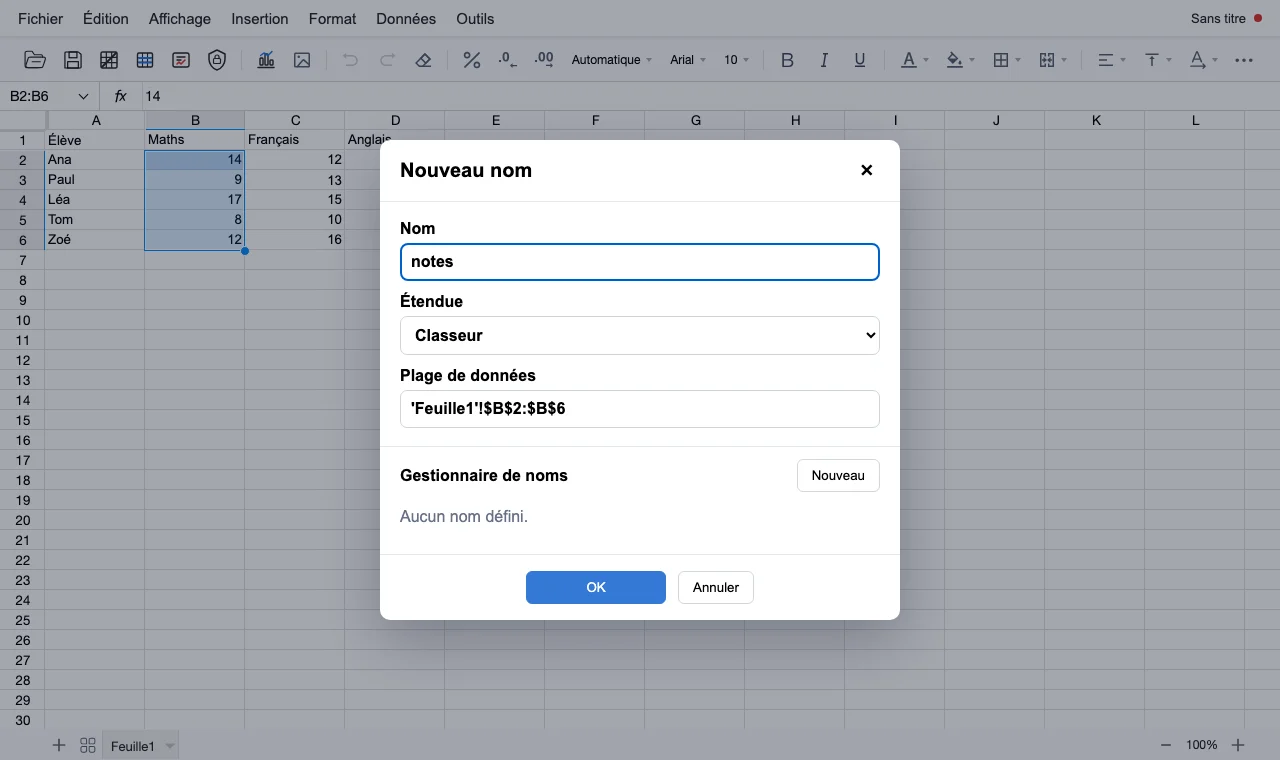 Fichier Édition Affichage Insertion Format Données Outils Sans titre
% .0 .00 Automatique Arial 10 B I U A A
B2:B6 fx 14
A B C D E F G H I J K L
1 Élève Maths Français Anglais
2 Ana 14 12
3 Paul 9 13
4 Léa 17 15
5 Tom 8 10
6 Zoé 12 16
7
8
9
10
11
12
13
14
15
16
17
18
19
20
21
22
23
24
25
26
27
28
29
30
Nouveau nom
Nom
notes
Étendue
Classeur
Plage de données
'Feuille1'!$B$2:$B$6
Gestionnaire de noms Nouveau
Aucun nom défini.
OK Annuler
Feuille1 100%